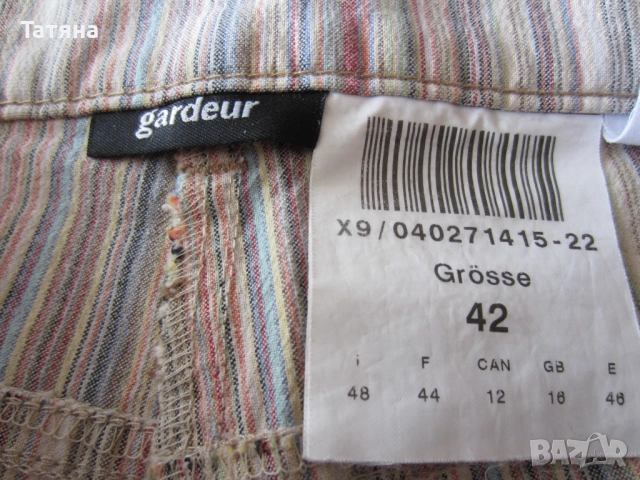 Татяна
gardeur
X9/040271415-22
Grösse
42
I F CAN GB E
48 44 12 16 46
BAZAR